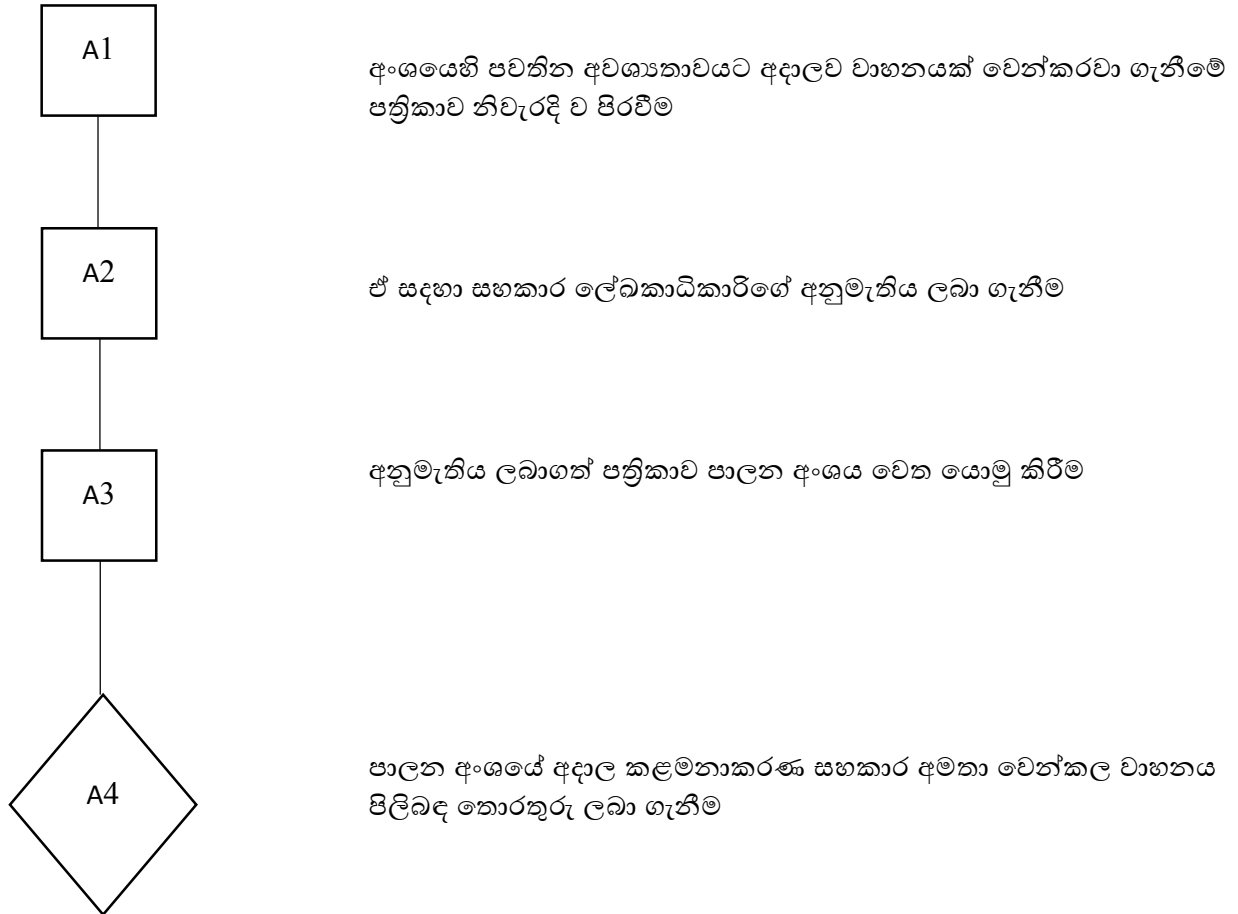 A1
අංශයෙහි පවතින අවශ්‍යතාවයට අදාලව වාහනයක් වෙන්කරවා ගැනීමේ
පත්‍රිකාව නිවැරදි ව පිරවීම
A2
ඒ සදහා සහකාර ලේඛකාධිකාරිගේ අනුමැතිය ලබා ගැනීම
A3
අනුමැතිය ලබාගත් පත්‍රිකාව පාලන අංශය වෙත යොමු කිරීම
A4
පාලන අංශයේ අදාල කළමනාකරණ සහකාර අමතා වෙන්කල වාහනය
පිලිබඳ තොරතුරු ලබා ගැනීම